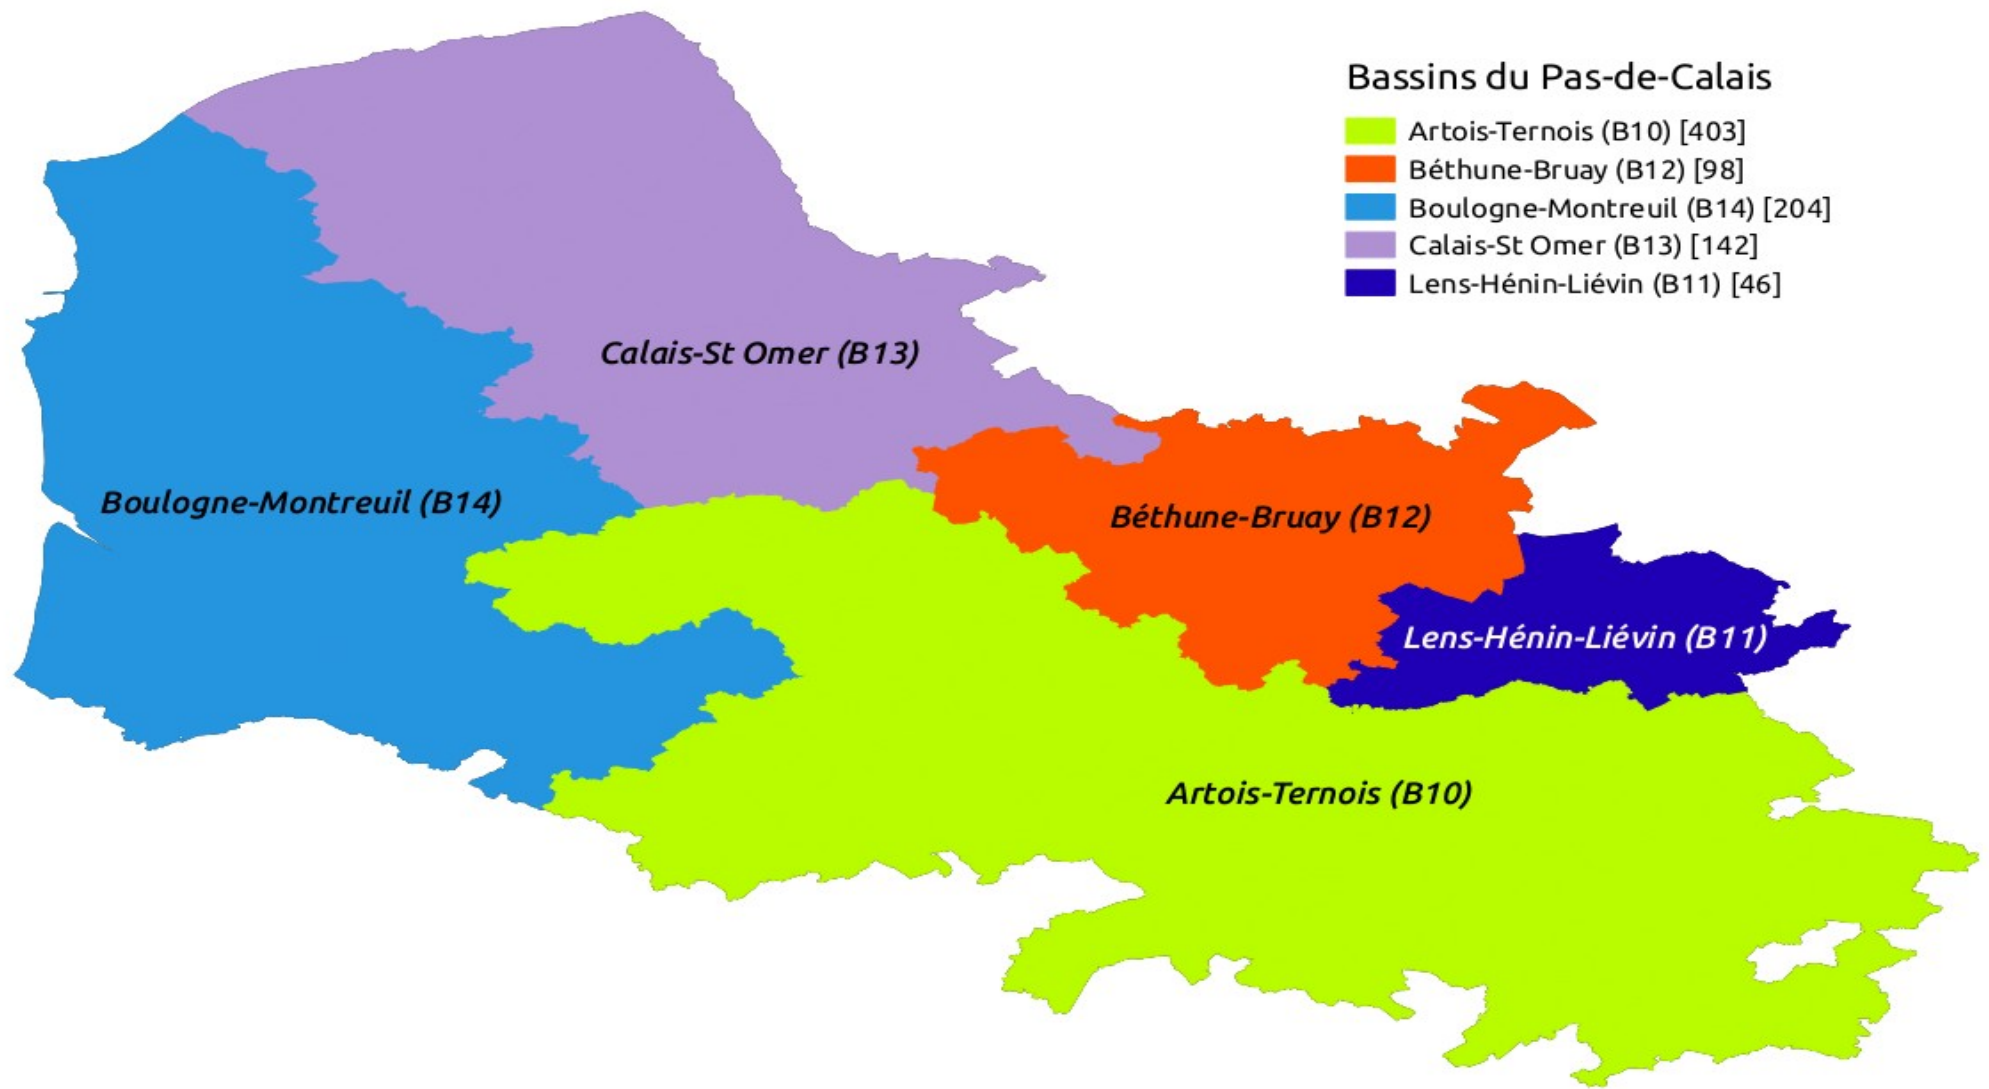 Bassins du Pas-de-Calais
Artois-Ternois (B10) [403]
Béthune-Bruay (B12) [98]
Boulogne-Montreuil (B14) [204]
Calais-St Omer (B13) [142]
Lens-Hénin-Liévin (B11) [46]
Calais-St Omer (B13)
Boulogne-Montreuil (B14)
Béthune-Bruay (B12)
Lens-Hénin-Liévin (B11)
Artois-Ternois (B10)